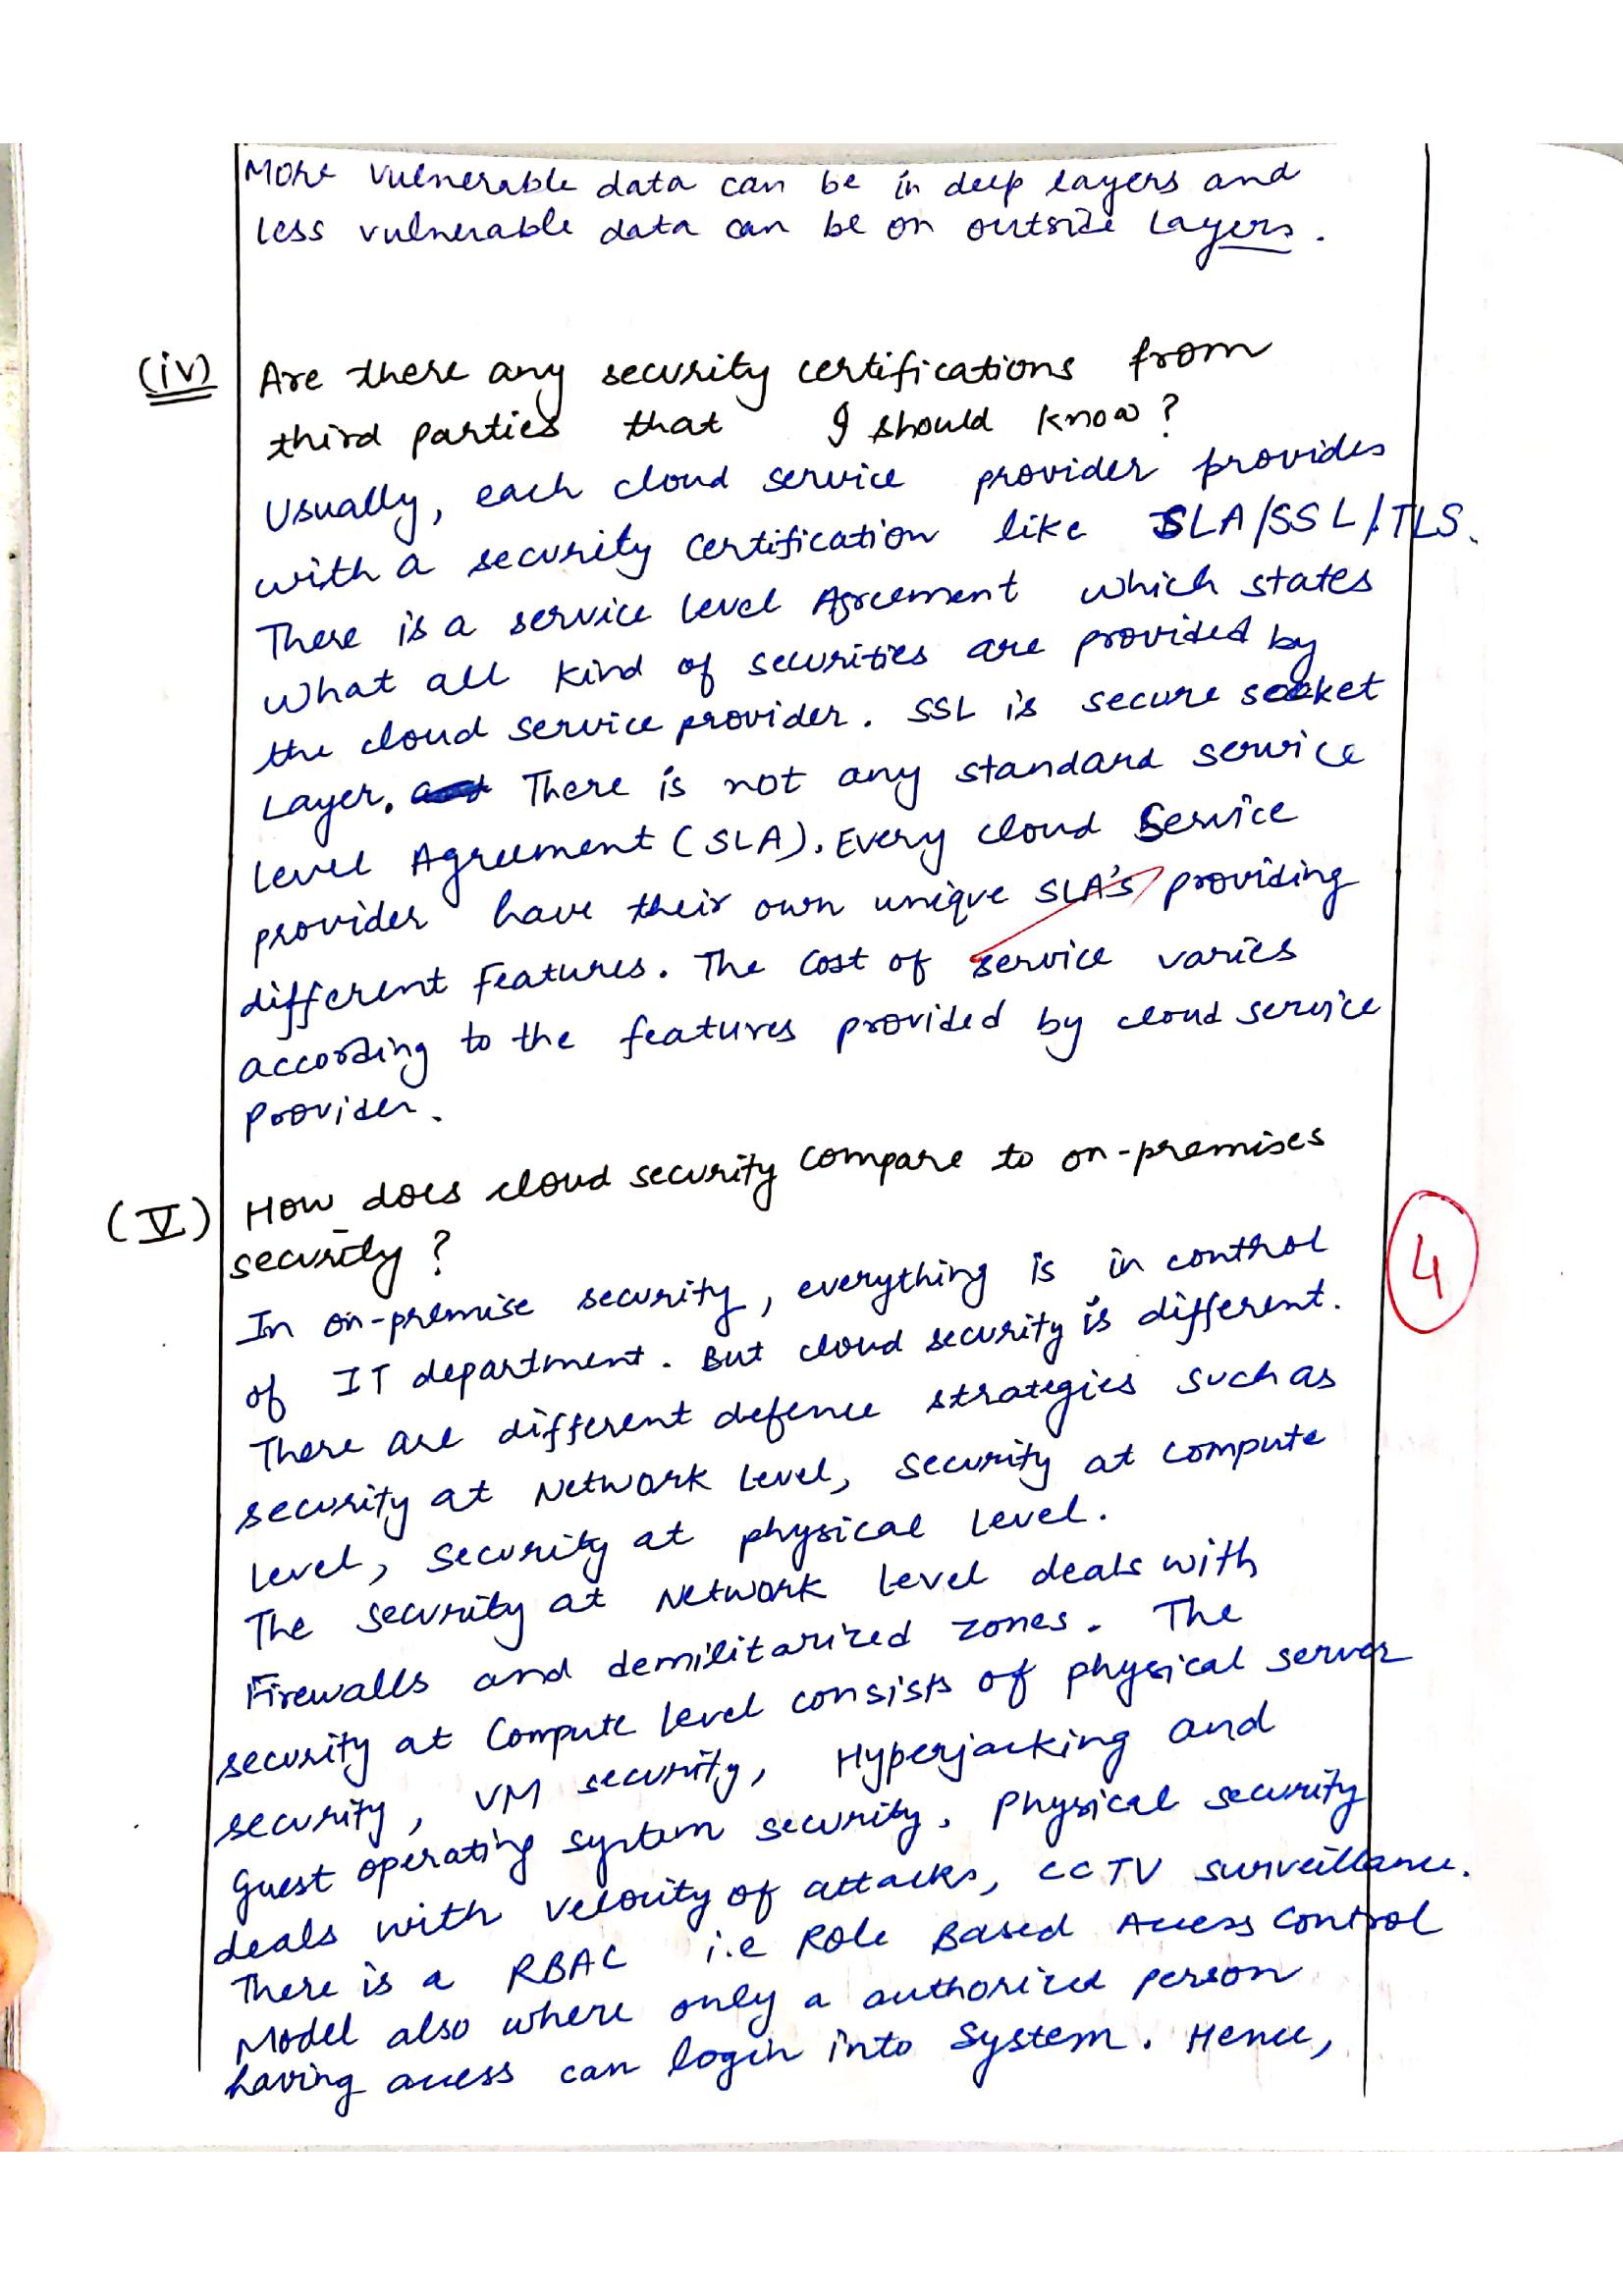 More vulnerable data can be in deep layers and
less vulnerable data can be on outside layers.
(iv) Are there any security certifications from
third parties that I should know?
Usually, each cloud service provider provides
with a security certification like SLA/SSL/TLS.
There is a service level Agreement which states
what all kind of securities are provided by
the cloud service provider. SSL is secure socket
Layer. There is not any standard service
level Agreement (SLA). Every cloud Service
provider have their own unique SLA's providing
different features. The cost of service varies
according to the features provided by cloud service
provider.
(V) How does cloud security compare to on-premises
security?
In on-premise security, everything is in control
of IT department. But cloud security is different.
4
There are different defence strategies such as
security at Network Level, Security at compute
level, Security at physical level.
The security at Network level deals with
Firewalls and demilitarized zones. The
security at Compute level consists of physical server
security, VM security, Hyperjacking and
guest operating system security. Physical security
deals with velocity of attacks, CCTV surveillance.
There is a RBAC i.e Role Based Access Control
Model also where only a authorized person
having access can login into system. Hence,